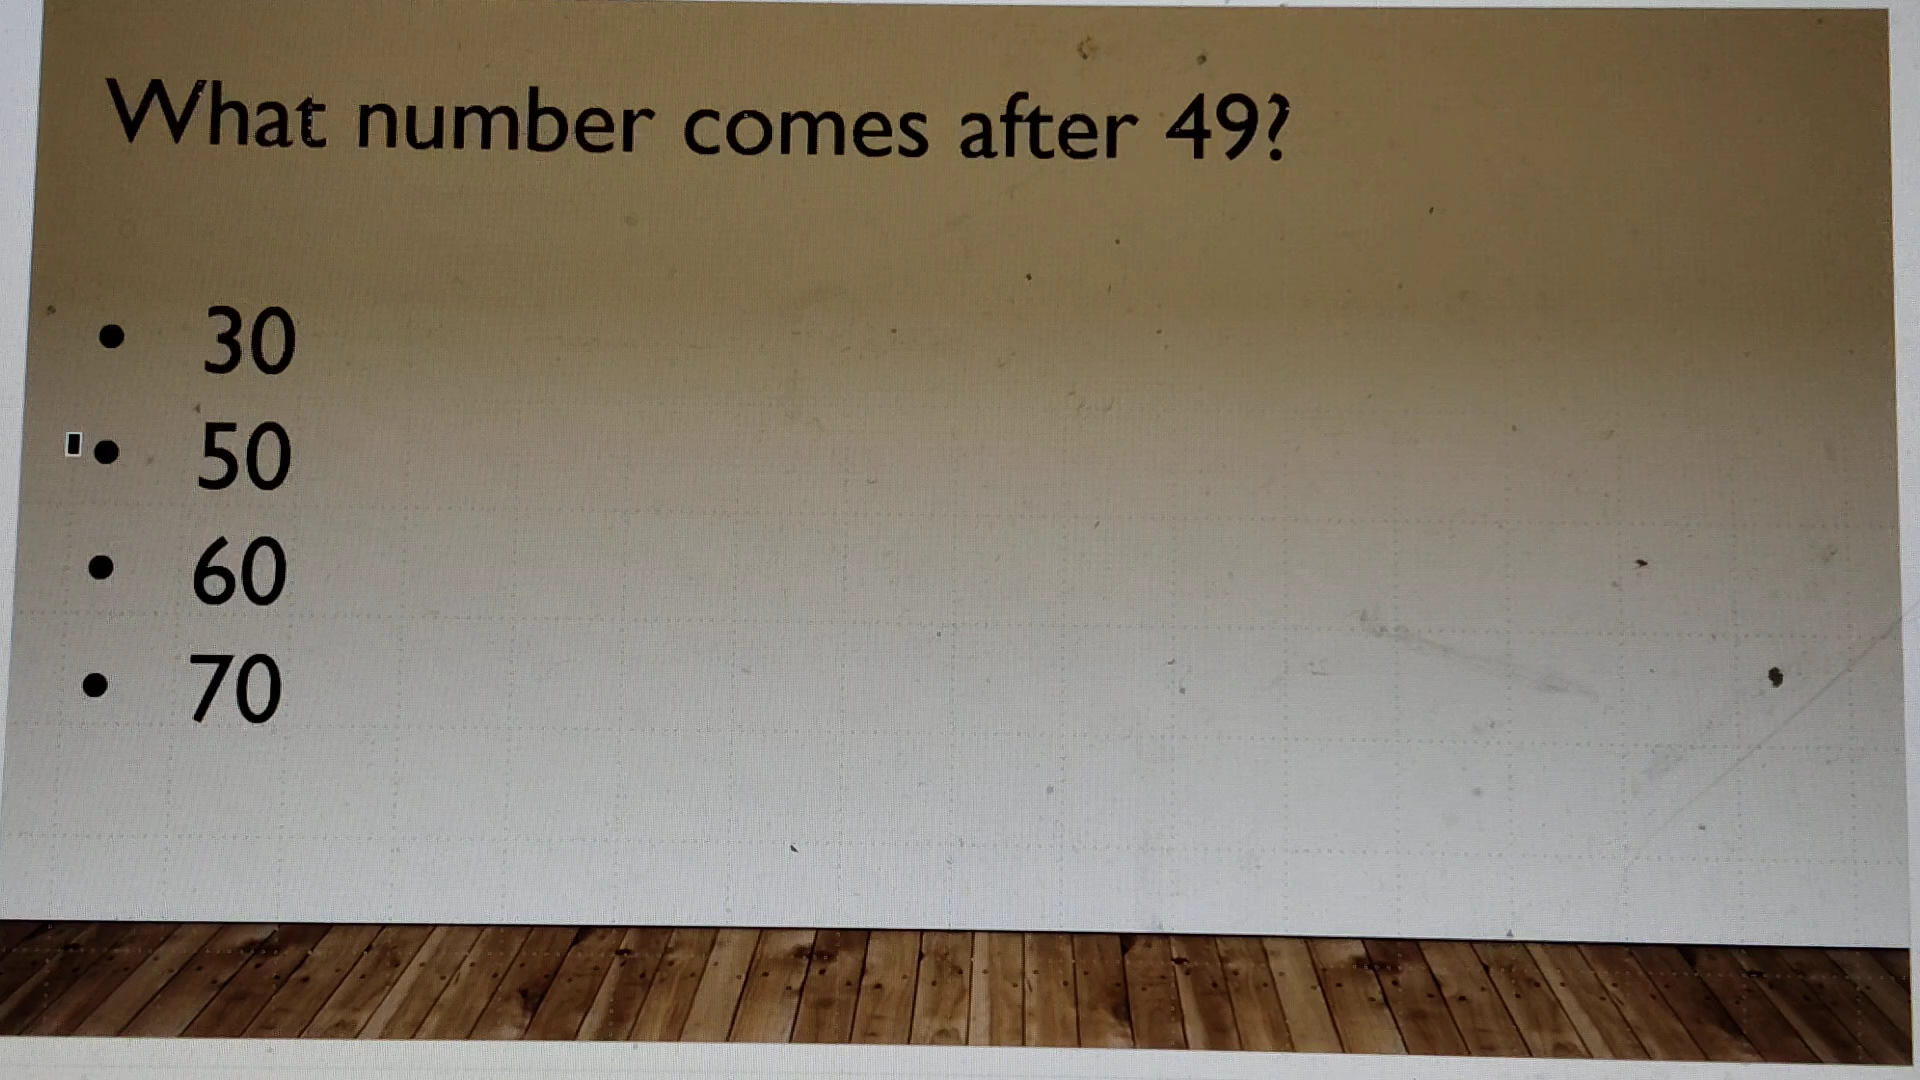 What number comes after 49?
• 30
• 50
• 60
• 70